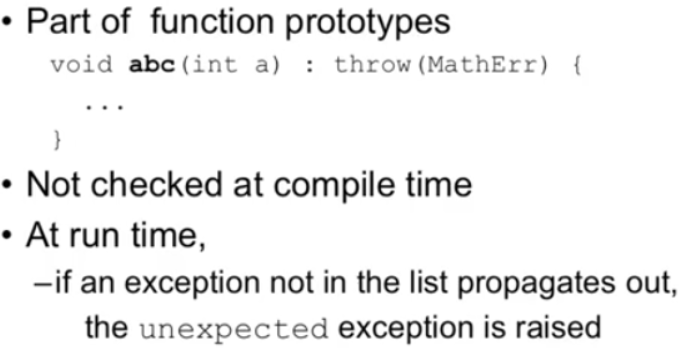 • Part of function prototypes
void abc(int a) : throw(MathErr) {
...
}
• Not checked at compile time
• At run time,
–if an exception not in the list propagates out,
the unexpected exception is raised